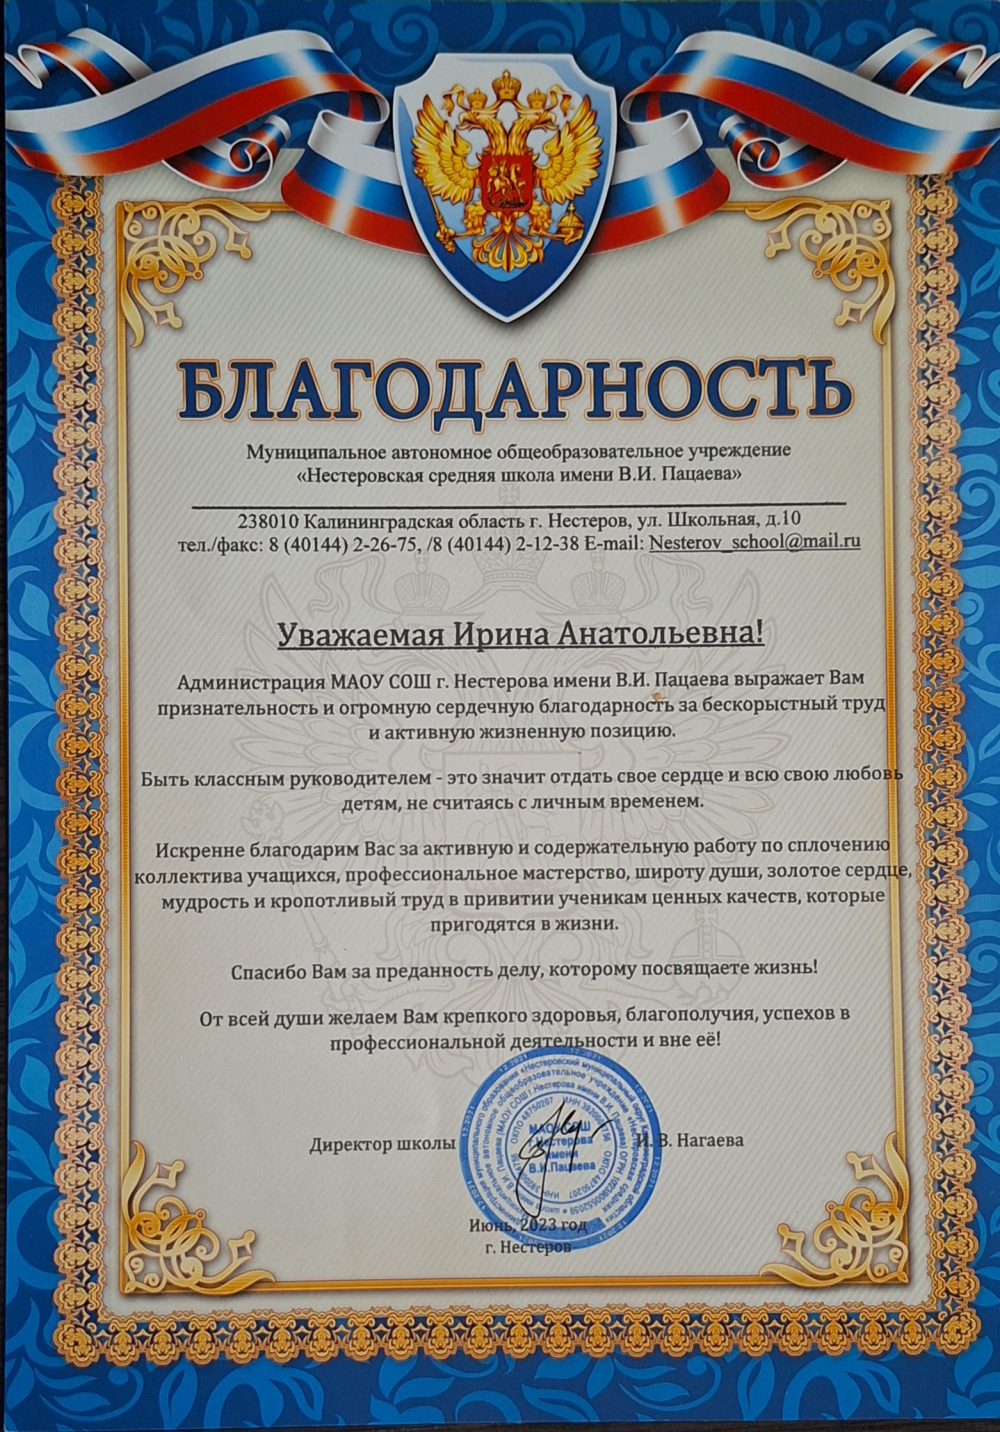 БЛАГОДАРНОСТЬ
Муниципальное автономное общеобразовательное учреждение
«Нестеровская средняя школа имени В.И. Пацаева»
238010 Калининградская область г. Нестеров, ул. Школьная, д.10
тел./факс: 8 (40144) 2-26-75, /8 (40144) 2-12-38 E-mail: Nesterov_school@mail.ru
Уважаемая Ирина Анатольевна!
Администрация МАОУ СОШ г. Нестерова имени В.И. Пацаева выражает Вам
признательность и огромную сердечную благодарность за бескорыстный труд
и активную жизненную позицию.
Быть классным руководителем - это значит отдать свое сердце и всю свою любовь
детям, не считаясь с личным временем.
Искренне благодарим Вас за активную и содержательную работу по сплочению
коллектива учащихся, профессиональное мастерство, широту души, золотое сердце,
мудрость и кропотливый труд в привитии ученикам ценных качеств, которые
пригодятся в жизни.
Спасибо Вам за преданность делу, которому посвящаете жизнь!
От всей души желаем Вам крепкого здоровья, благополучия, успехов в
профессиональной деятельности и вне её!
Директор школы
И. В. Нагаева
МАОУ СОШ
г.Нестерова
имени
В.И.Пацаева
Июнь, 2023 год
г. Нестеров